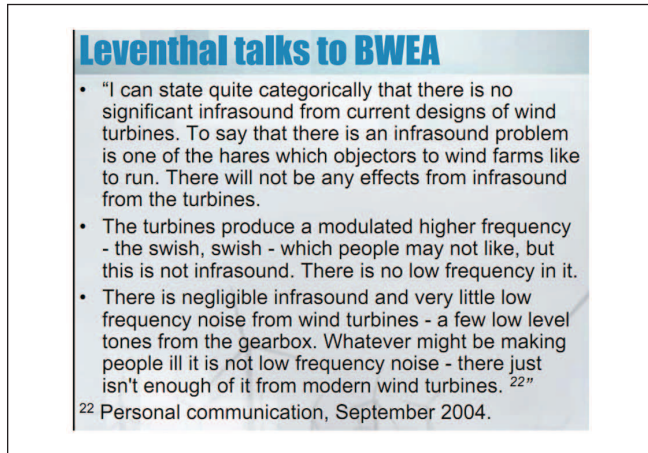 Leventhal talks to BWEA
• “I can state quite categorically that there is no
significant infrasound from current designs of wind
turbines. To say that there is an infrasound problem
is one of the hares which objectors to wind farms like
to run. There will not be any effects from infrasound
from the turbines.
• The turbines produce a modulated higher frequency
- the swish, swish - which people may not like, but
this is not infrasound. There is no low frequency in it.
• There is negligible infrasound and very little low
frequency noise from wind turbines - a few low level
tones from the gearbox. Whatever might be making
people ill it is not low frequency noise - there just
isn't enough of it from modern wind turbines. 22”
22 Personal communication, September 2004.